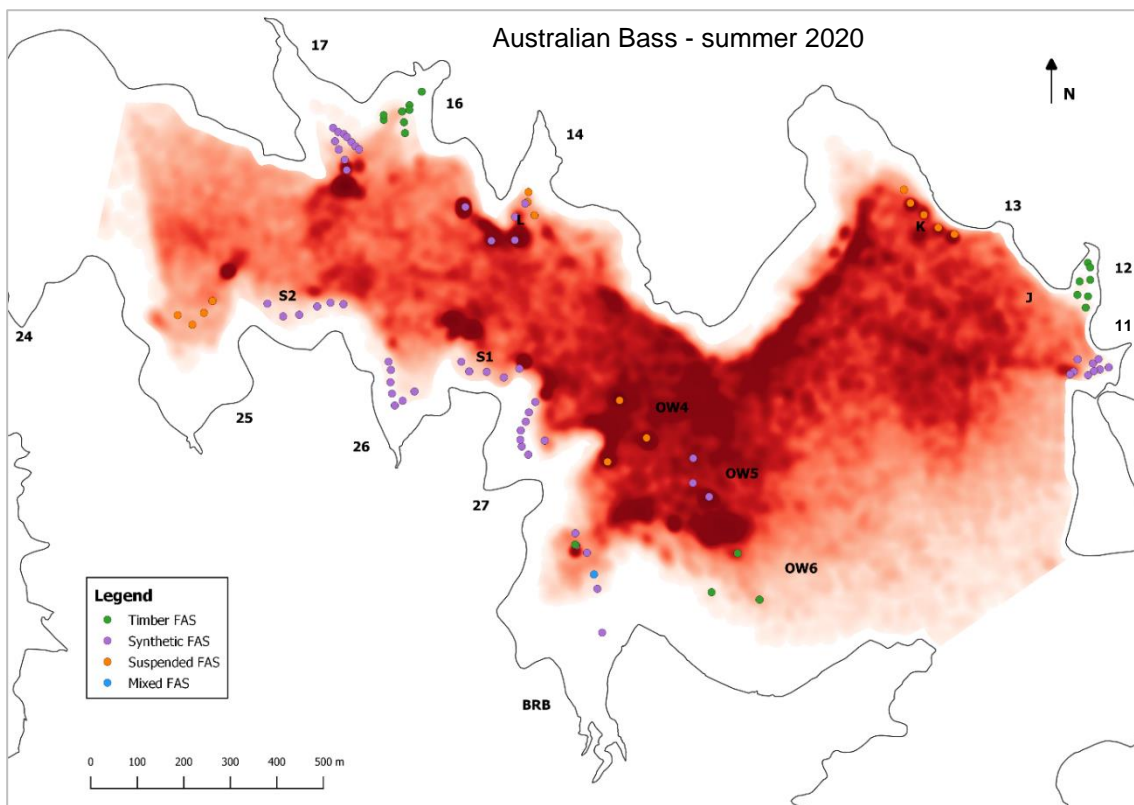 Australian Bass - summer 2020
17
16
N
14
13
K
L
12
J
S2
11
24
S1
OW4
25
26
OW5
27
OW6
Legend
Timber FAS
Synthetic FAS
Suspended FAS
Mixed FAS
BRB
0 100 200 300 400 500 m